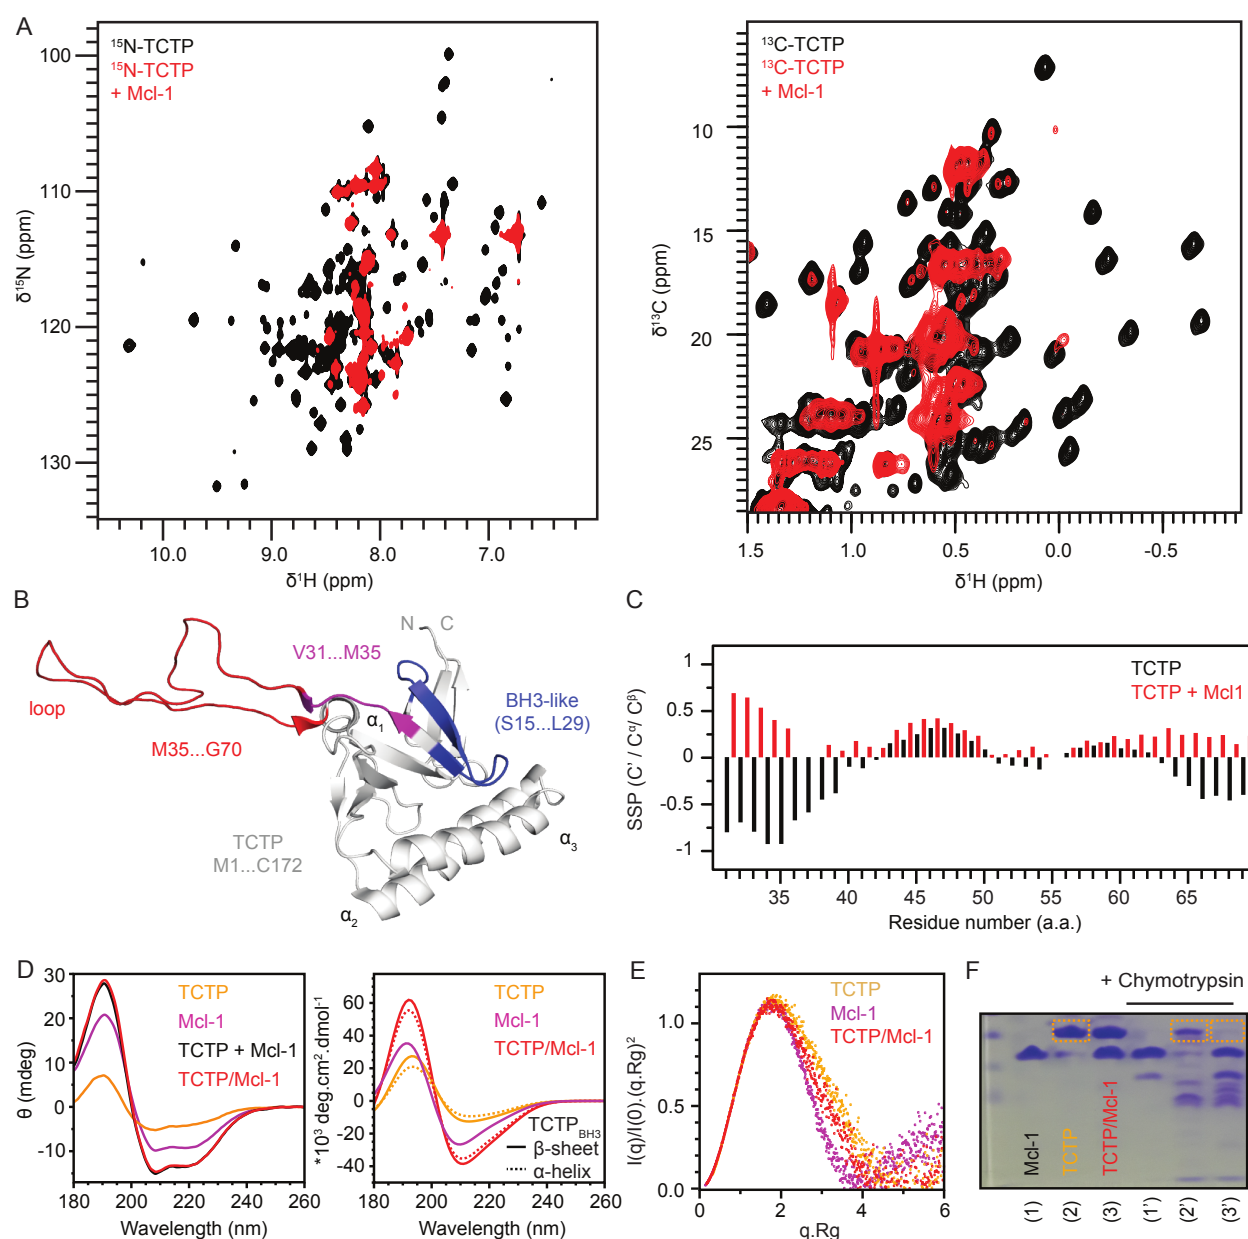 A
¹⁵N-TCTP
¹⁵N-TCTP
+ Mcl-1
100
110
120
130
δ¹⁵N (ppm)
10.0 9.0 8.0 7.0
δ¹H (ppm)
¹³C-TCTP
¹³C-TCTP
+ Mcl-1
10
15
20
25
δ¹³C (ppm)
1.5 1.0 0.5 0.0 -0.5
δ¹H (ppm)
B
N C
V31...M35
loop
α₁
BH3-like
(S15...L29)
M35...G70
TCTP
M1...C172
α₃
α₂
C
TCTP
TCTP + Mcl1
1
0.5
0
-0.5
-1
SSP (C' / Cᵅ/ Cᵝ)
35 40 45 50 55 60 65
Residue number (a.a.)
D
30
20
10
0
-10
θ (mdeg)
TCTP
Mcl-1
TCTP + Mcl-1
TCTP/Mcl-1
180 200 220 240 260
Wavelength (nm)
60
40
20
0
-20
-40
*10³ deg.cm².dmol⁻¹
TCTP
Mcl-1
TCTP/Mcl-1
TCTP_BH3
β-sheet
α-helix
180 200 220 240 260
Wavelength (nm)
E
TCTP
Mcl-1
TCTP/Mcl-1
1.0
0.5
0
I(q)/I(0).(q.Rg)²
0 2 4 6
q.Rg
F
+ Chymotrypsin
Mcl-1
TCTP
TCTP/Mcl-1
(1) (2) (3) (1') (2') (3')